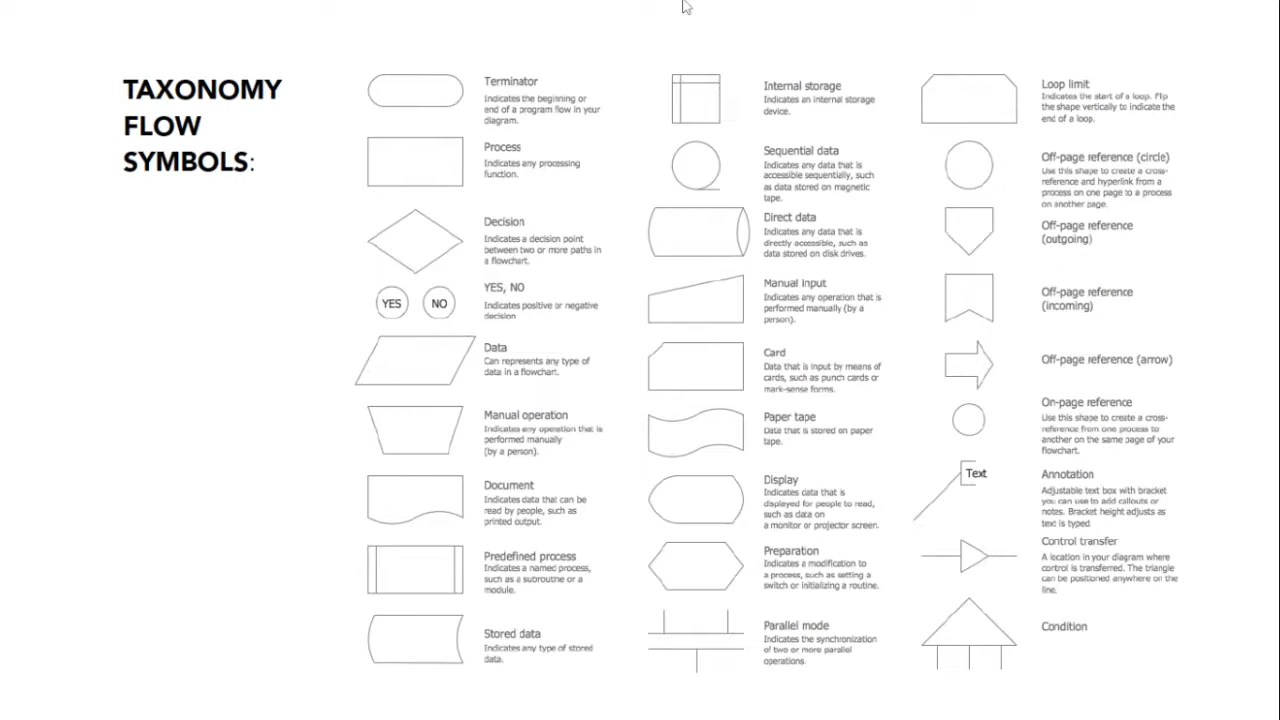 TAXONOMY
FLOW
SYMBOLS:
Terminator
Indicates the beginning or
end of a program flow in your
diagram.
Process
Indicates any processing
function.
Decision
Indicates a decision point
between two or more paths in
a flowchart.
YES
NO
YES, NO
Indicates positive or negative
decision
Data
Can represents any type of
data in a flowchart.
Manual operation
Indicates any operation that is
performed manually
(by a person).
Document
Indicates data that can be
read by people, such as
printed output.
Predefined process
Indicates a named process,
such as a subroutine or a
module.
Stored data
Indicates any type of stored
data.
Internal storage
Indicates an internal storage
device.
Sequential data
Indicates any data that is
accessible sequentially, such
as data stored on magnetic
tape.
Direct data
Indicates any data that is
directly accessible, such as
data stored on disk drives.
Manual input
Indicates any operation that is
performed manually (by a
person).
Card
Data that is input by means of
cards, such as punch cards or
mark-sense forms.
Paper tape
Data that is stored on paper
tape.
Display
Indicates data that is
displayed for people to read,
such as data on
a monitor or projector screen.
Preparation
Indicates a modification to
a process, such as setting a
switch or initializing a routine.
Parallel mode
Indicates the synchronization
of two or more parallel
operations.
Loop limit
Indicates the start of a loop. Flip
the shape vertically to indicate the
end of a loop.
Off-page reference (circle)
Use this shape to create a cross-
reference and hyperlink from a
process on one page to a process
on another page.
Off-page reference
(outgoing)
Off-page reference
(incoming)
Off-page reference (arrow)
On-page reference
Use this shape to create a cross-
reference from one process to
another on the same page of your
flowchart.
Text
Annotation
Adjustable text box with bracket
you can use to add callouts or
notes. Bracket height adjusts as
text is typed
Control transfer
A location in your diagram where
control is transferred. The triangle
can be positioned anywhere on the
line.
Condition